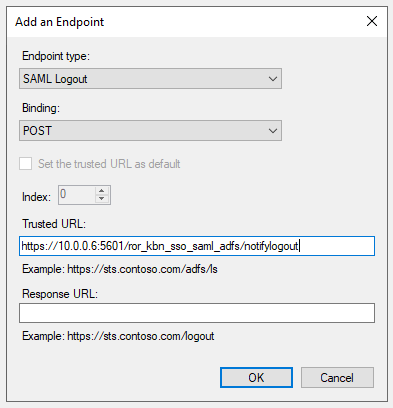 Add an Endpoint
Endpoint type:
SAML Logout
Binding:
POST
Set the trusted URL as default
Index: 0
Trusted URL:
https://10.0.0.6:5601/ror_kbn_sso_saml_adfs/notifylogout
Example: https://sts.contoso.com/adfs/ls
Response URL:
Example: https://sts.contoso.com/logout
OK Cancel